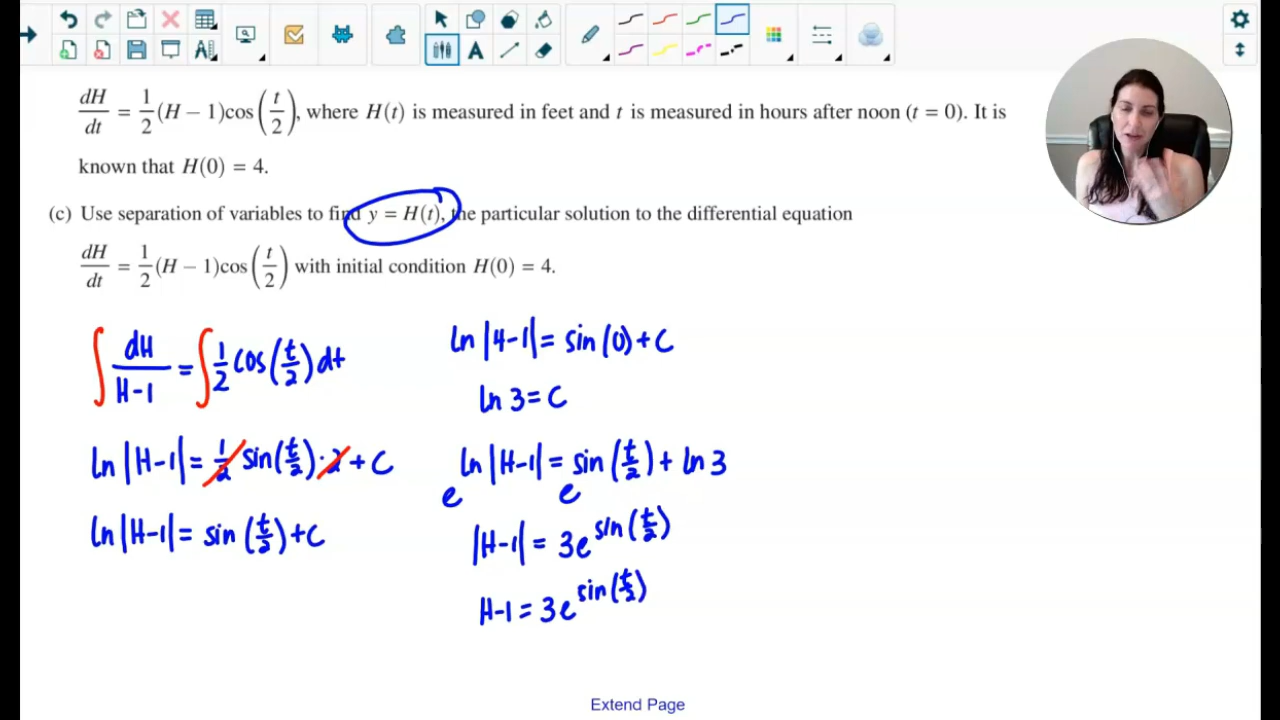 dH/dt = 1/2 (H − 1)cos(t/2), where H(t) is measured in feet and t is measured in hours after noon (t = 0). It is
known that H(0) = 4.
(c) Use separation of variables to find y = H(t), the particular solution to the differential equation
dH/dt = 1/2 (H − 1)cos(t/2) with initial condition H(0) = 4.
∫ dH/(H-1) = ∫ 1/2 cos(t/2) dt
ln|H-1| = 1/2 sin(t/2) · 2 + C
ln|H-1| = sin(t/2) + C
ln|4-1| = sin(0) + C
ln 3 = C
ln|H-1| = sin(t/2) + ln 3
e e
|H-1| = 3e^sin(t/2)
H-1 = 3e^sin(t/2)
Extend Page